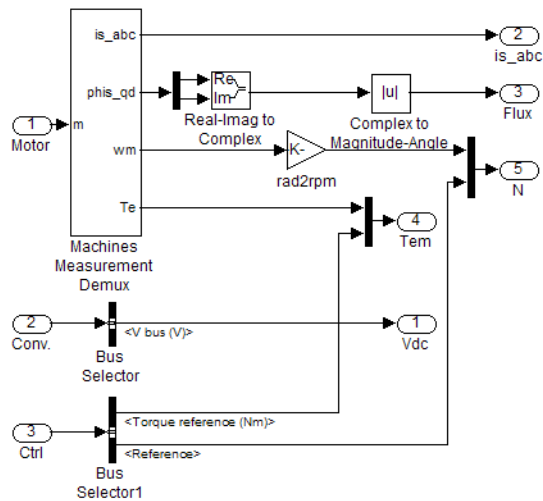 is_abc
2
is_abc
phis_qd
Re
Im
|u|
3
Flux
Real-Imag to
Complex
Complex to
Magnitude-Angle
1
Motor
m
wm
K-
rad2rpm
5
N
Te
4
Tem
Machines
Measurement
Demux
2
Conv.
<V bus (V)>
Bus
Selector
1
Vdc
3
Ctrl
<Torque reference (Nm)>
<Reference>
Bus
Selector1